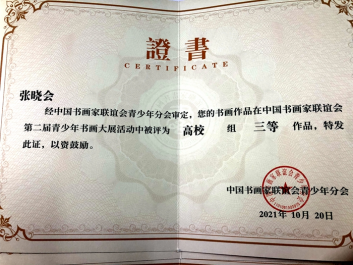 證書
CERTIFICATE
张晓会
经中国书画家联谊会青少年分会审定，您的书画作品在中国书画家联谊会
第二届青少年书画大展活动中被评为 高校 组 三等 作品，特发
此证，以资鼓励。
中国书画家联谊会青少年分会
2021年 10月 20日